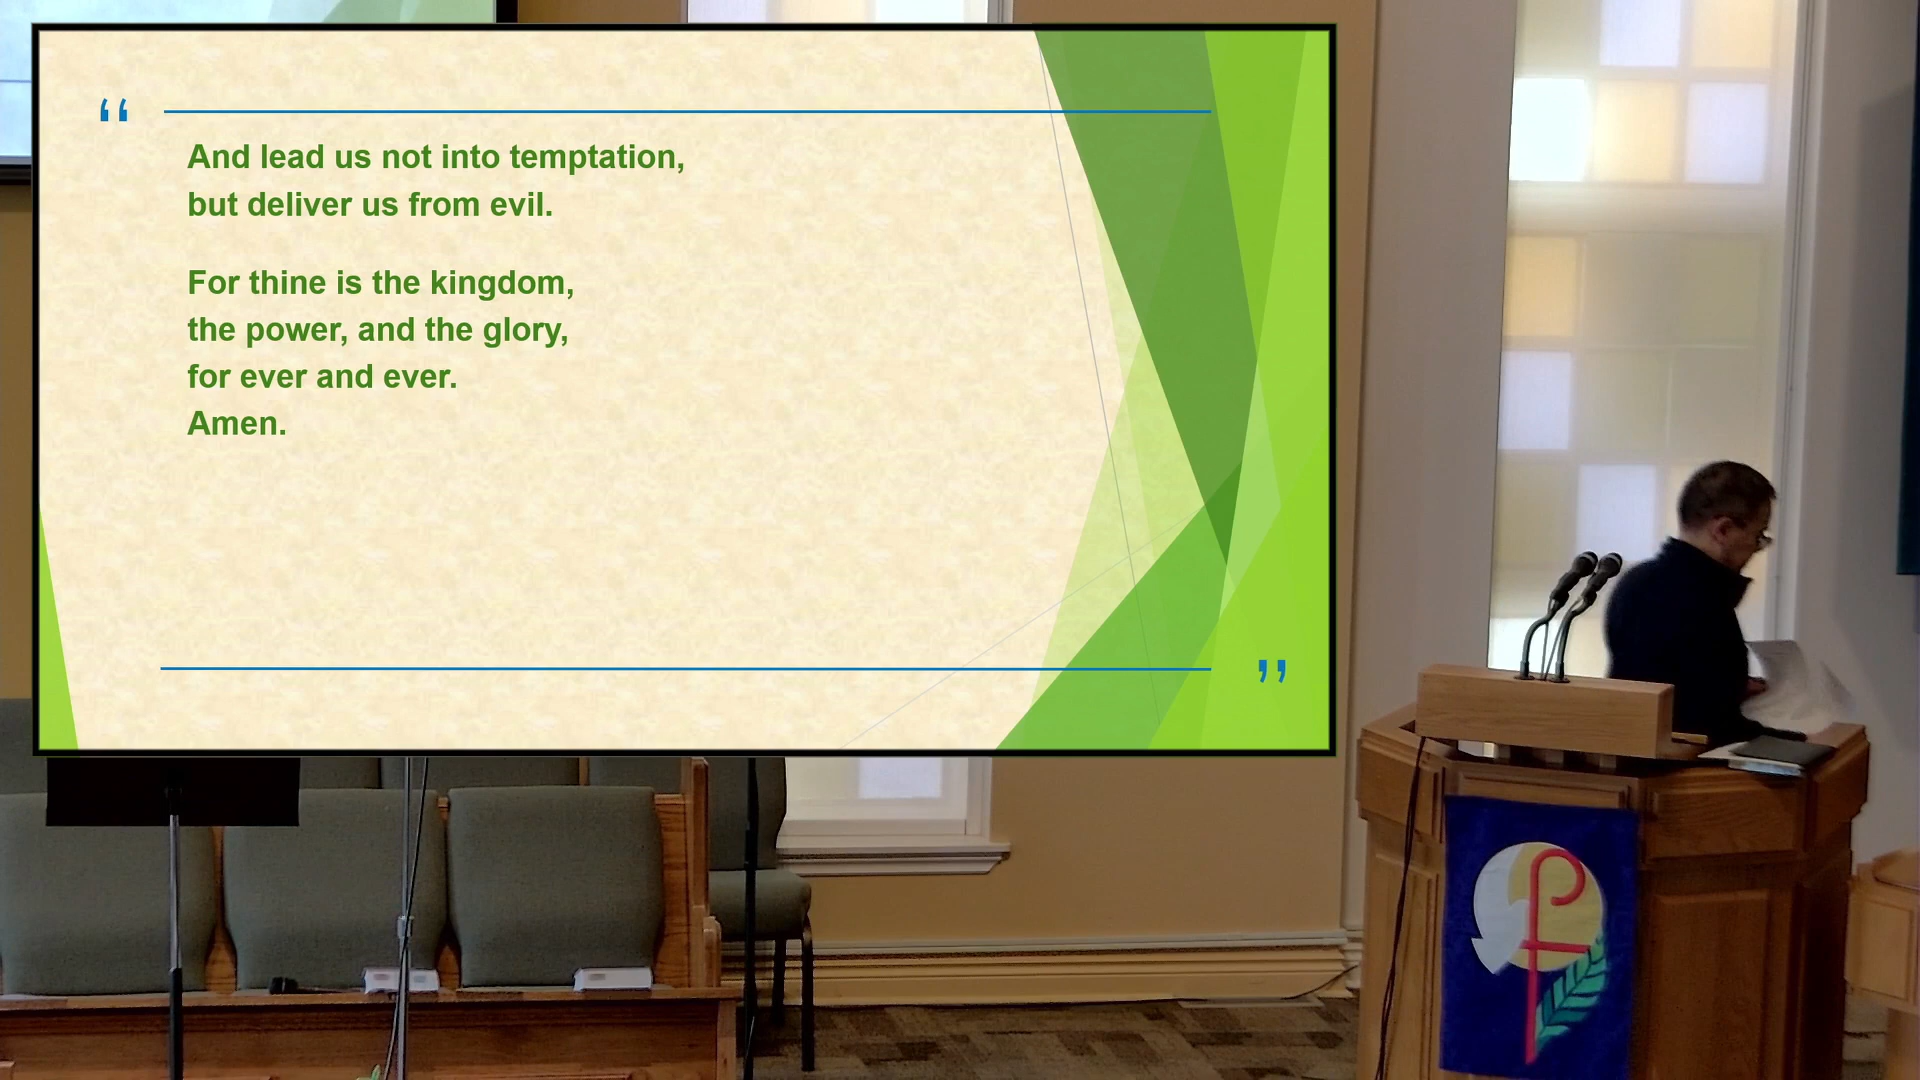 “
And lead us not into temptation,
but deliver us from evil.
For thine is the kingdom,
the power, and the glory,
for ever and ever.
Amen.
”